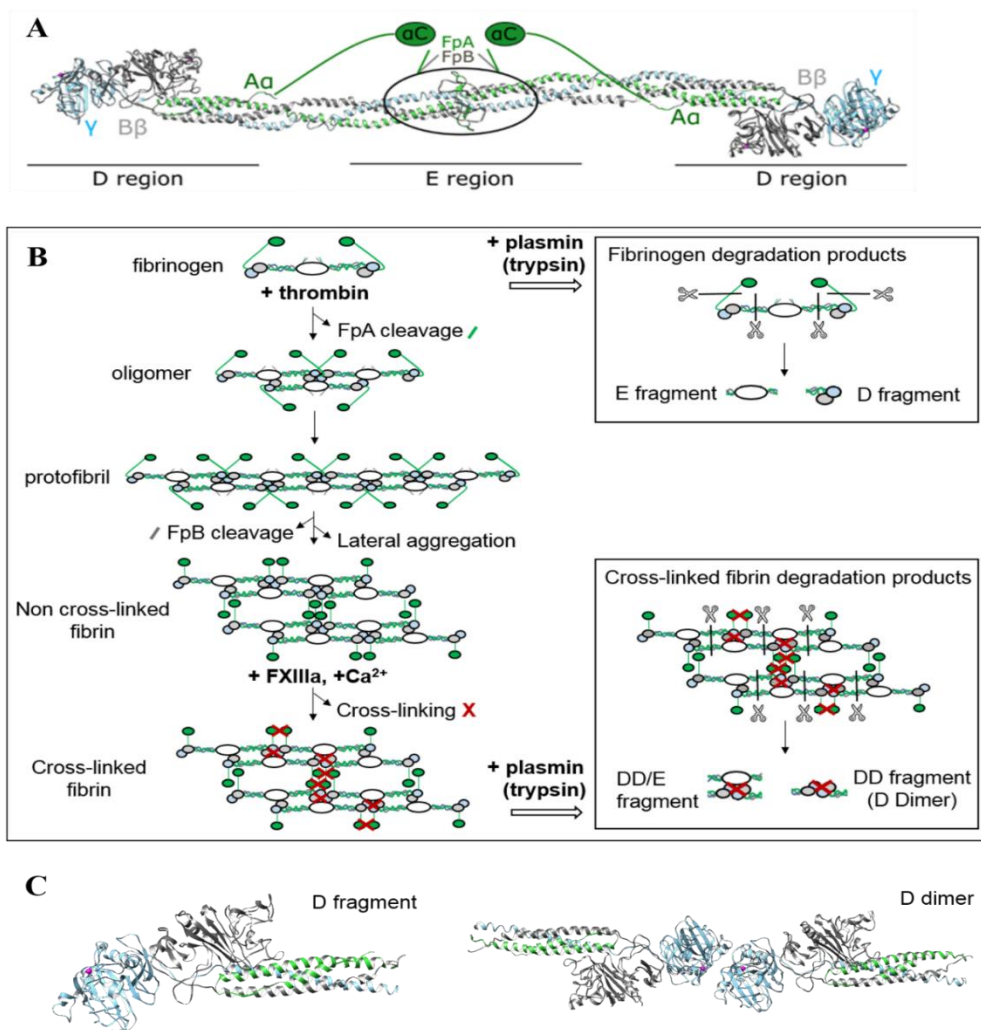 A
αC
αC
FpA
FpB
Aα
Bβ
γ
γ
Bβ
Aα
D region
E region
D region
B
fibrinogen
+ thrombin
FpA cleavage
oligomer
protofibril
FpB cleavage
Lateral aggregation
Non cross-linked
fibrin
+ FXIIIa, +Ca²⁺
Cross-linking X
Cross-linked
fibrin
+ plasmin
(trypsin)
Fibrinogen degradation products
E fragment
D fragment
Cross-linked fibrin degradation products
+ plasmin
(trypsin)
DD/E
fragment
DD fragment
(D Dimer)
C
D fragment
D dimer